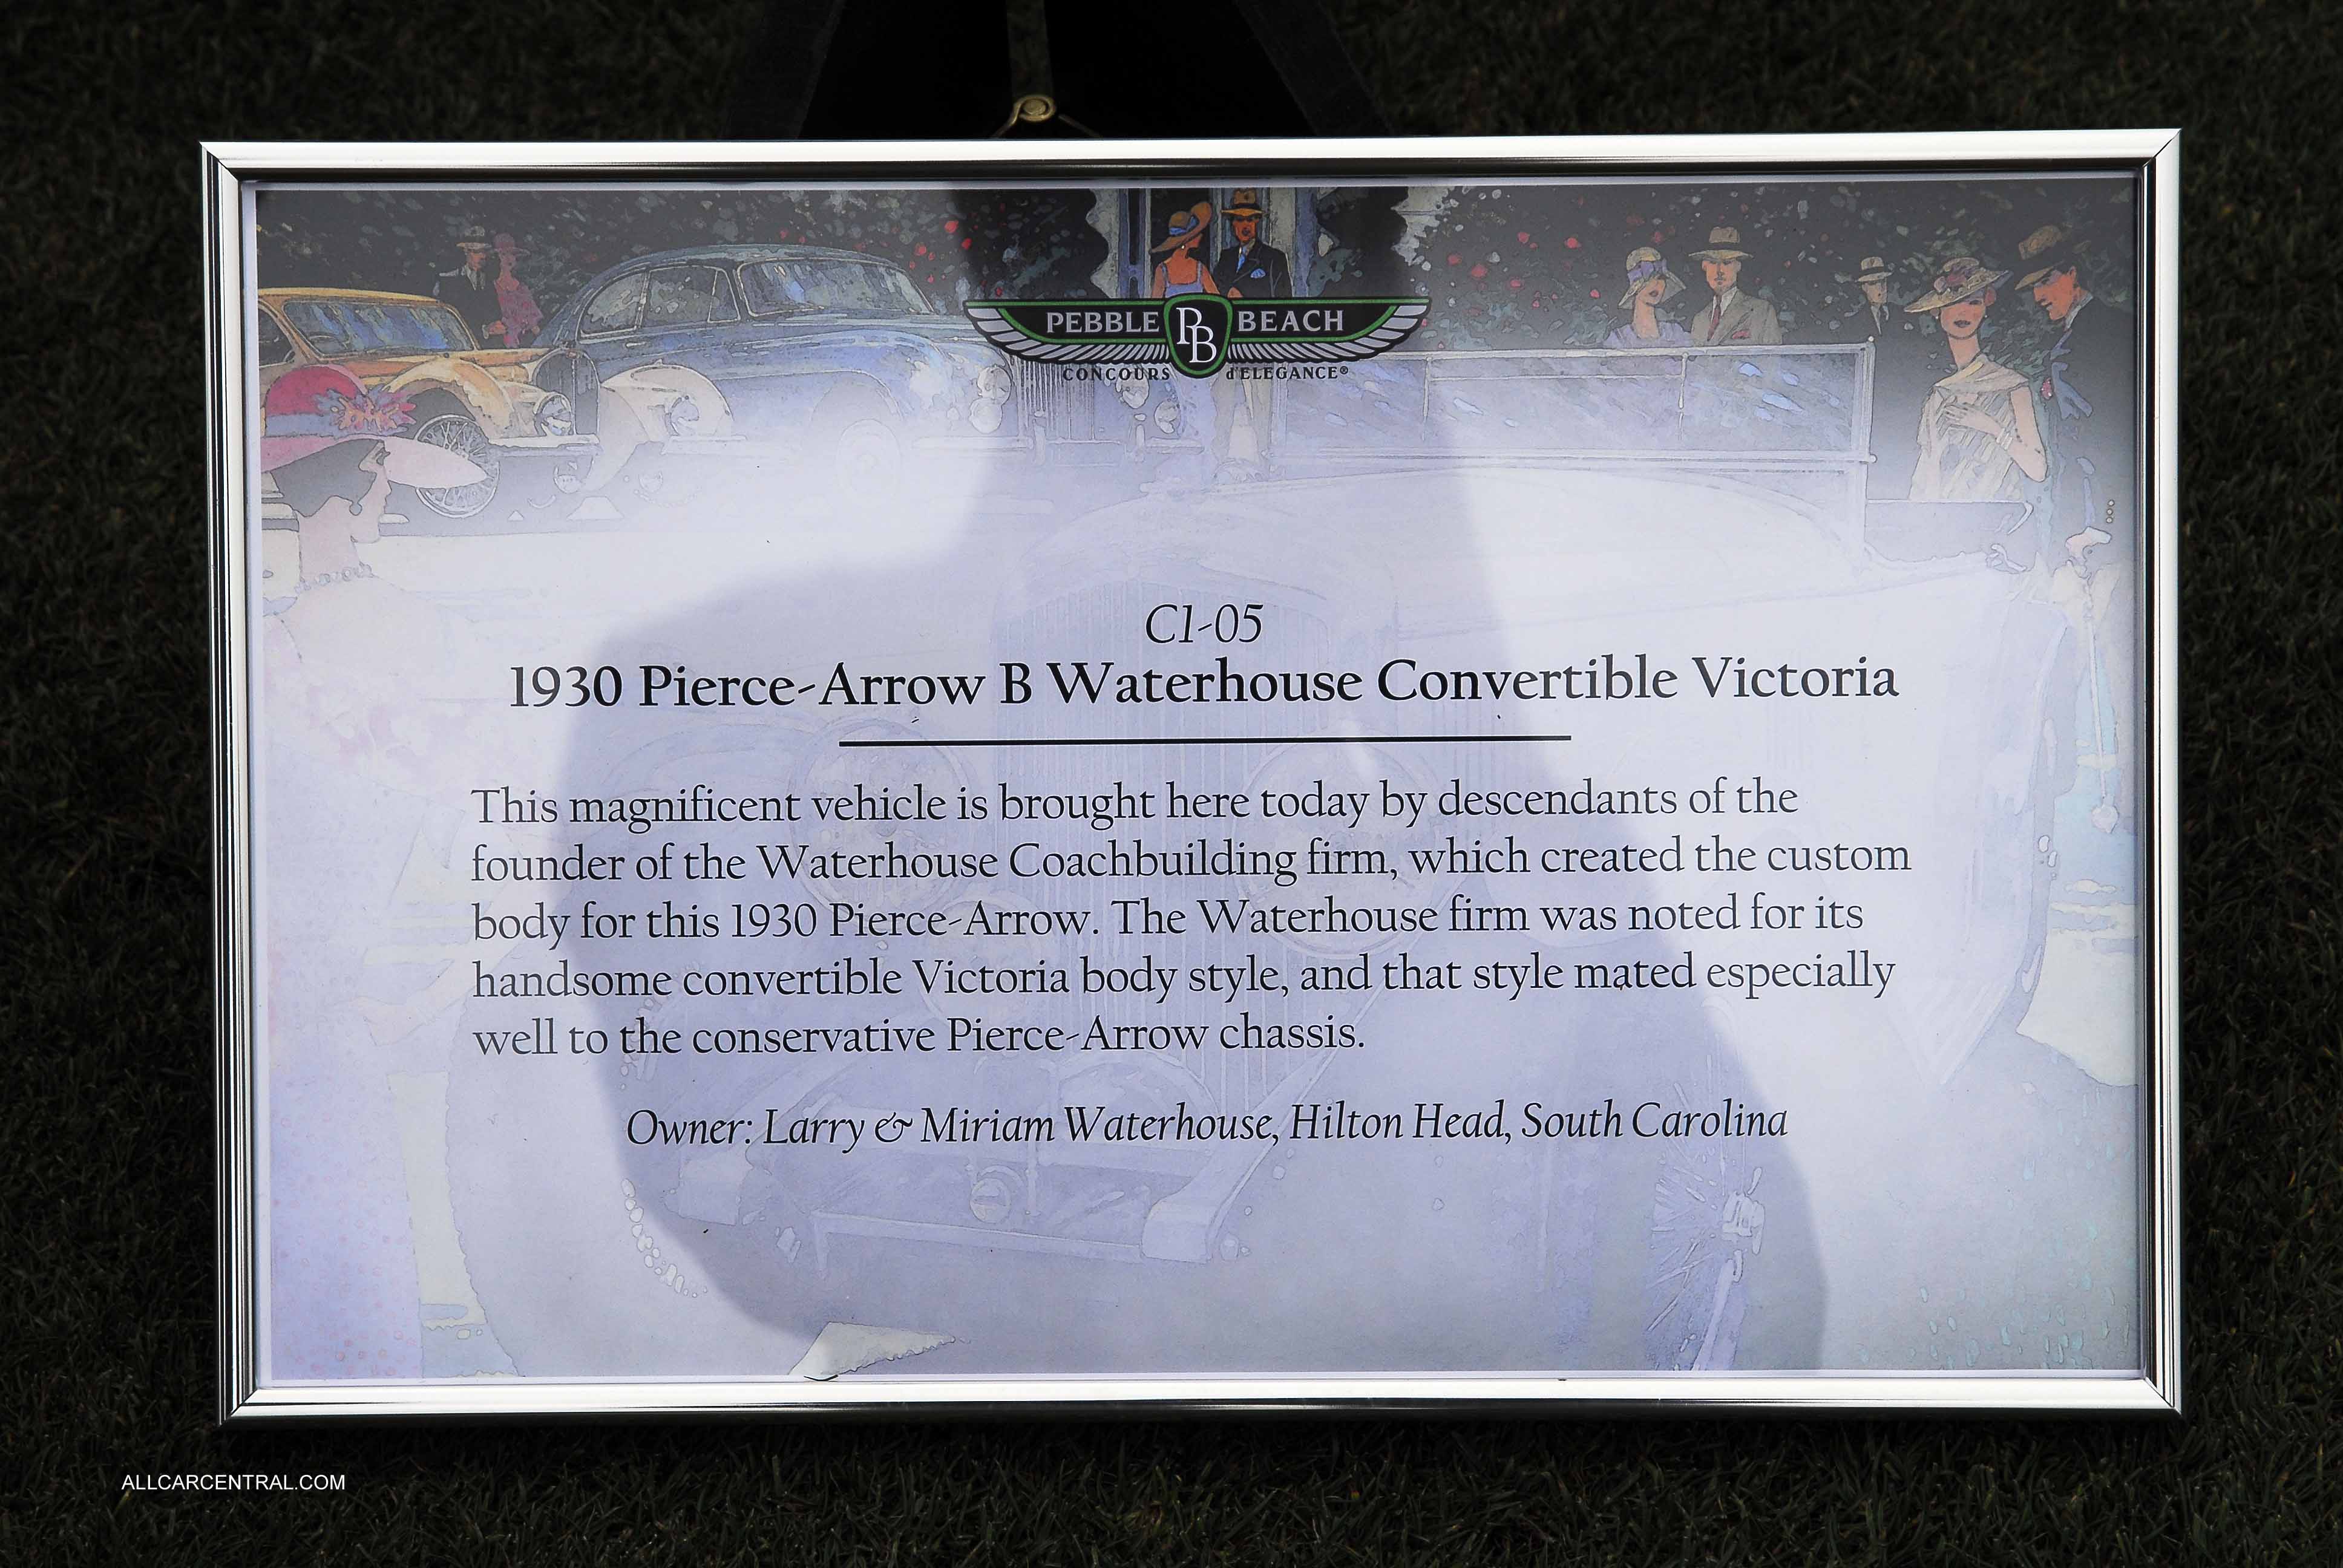 PEBBLE PB BEACH
CONCOURS d'ELEGANCE®
C1-05
1930 Pierce-Arrow B Waterhouse Convertible Victoria
This magnificent vehicle is brought here today by descendants of the
founder of the Waterhouse Coachbuilding firm, which created the custom
body for this 1930 Pierce-Arrow. The Waterhouse firm was noted for its
handsome convertible Victoria body style, and that style mated especially
well to the conservative Pierce-Arrow chassis.
Owner: Larry & Miriam Waterhouse, Hilton Head, South Carolina
ALLCARCENTRAL.COM